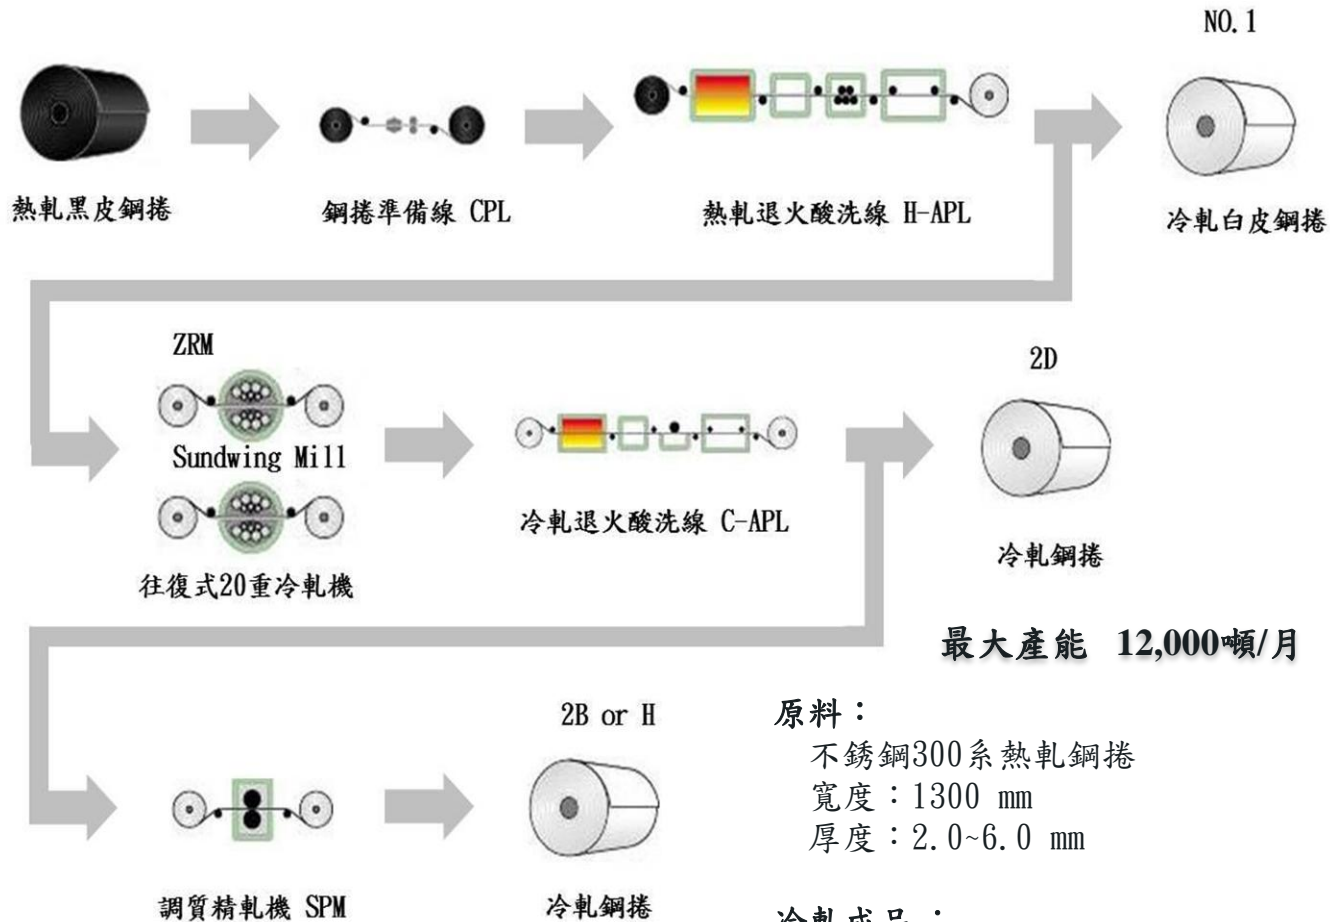 NO.1
熱軋黑皮鋼捲
鋼捲準備線 CPL
熱軋退火酸洗線 H-APL
冷軋白皮鋼捲
ZRM
Sundwing Mill
往復式20重冷軋機
冷軋退火酸洗線 C-APL
2D
冷軋鋼捲
最大產能 12,000噸/月
2B or H
調質精軋機 SPM
冷軋鋼捲
原料：
不銹鋼300系熱軋鋼捲
寬度：1300 mm
厚度：2.0~6.0 mm
冷軋成品：